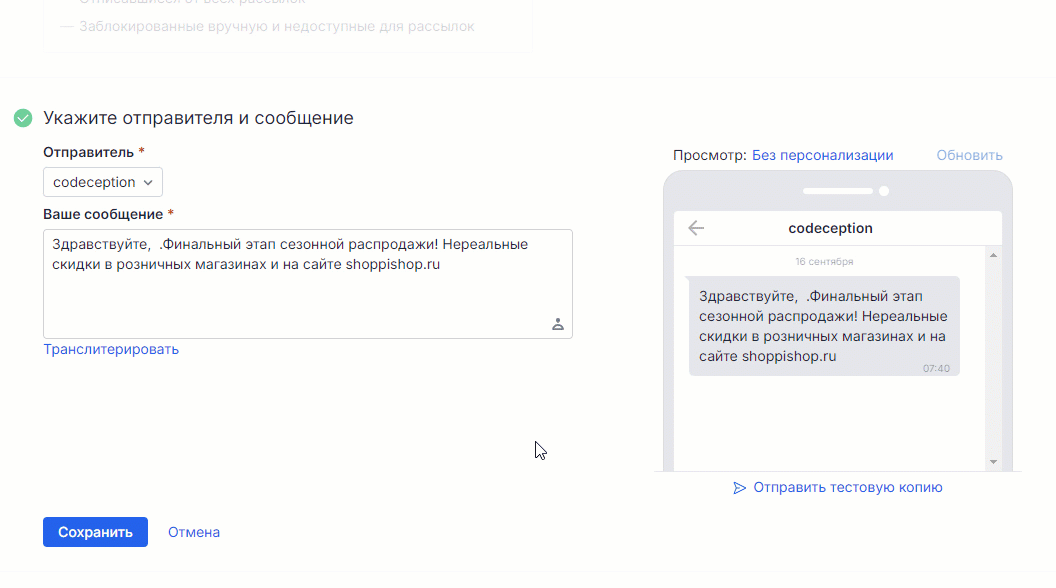 Отписавшиеся от всех рассылок
— Заблокированные вручную и недоступные для рассылок
Укажите отправителя и сообщение
Отправитель *
codeception
Ваше сообщение *
Здравствуйте,  .Финальный этап сезонной распродажи! Нереальные
скидки в розничных магазинах и на сайте shoppishop.ru
Транслитерировать
Просмотр: Без персонализации
Обновить
codeception
16 сентября
Здравствуйте,  .Финальный этап
сезонной распродажи! Нереальные
скидки в розничных магазинах и на
сайте shoppishop.ru
07:40
Отправить тестовую копию
Сохранить
Отмена